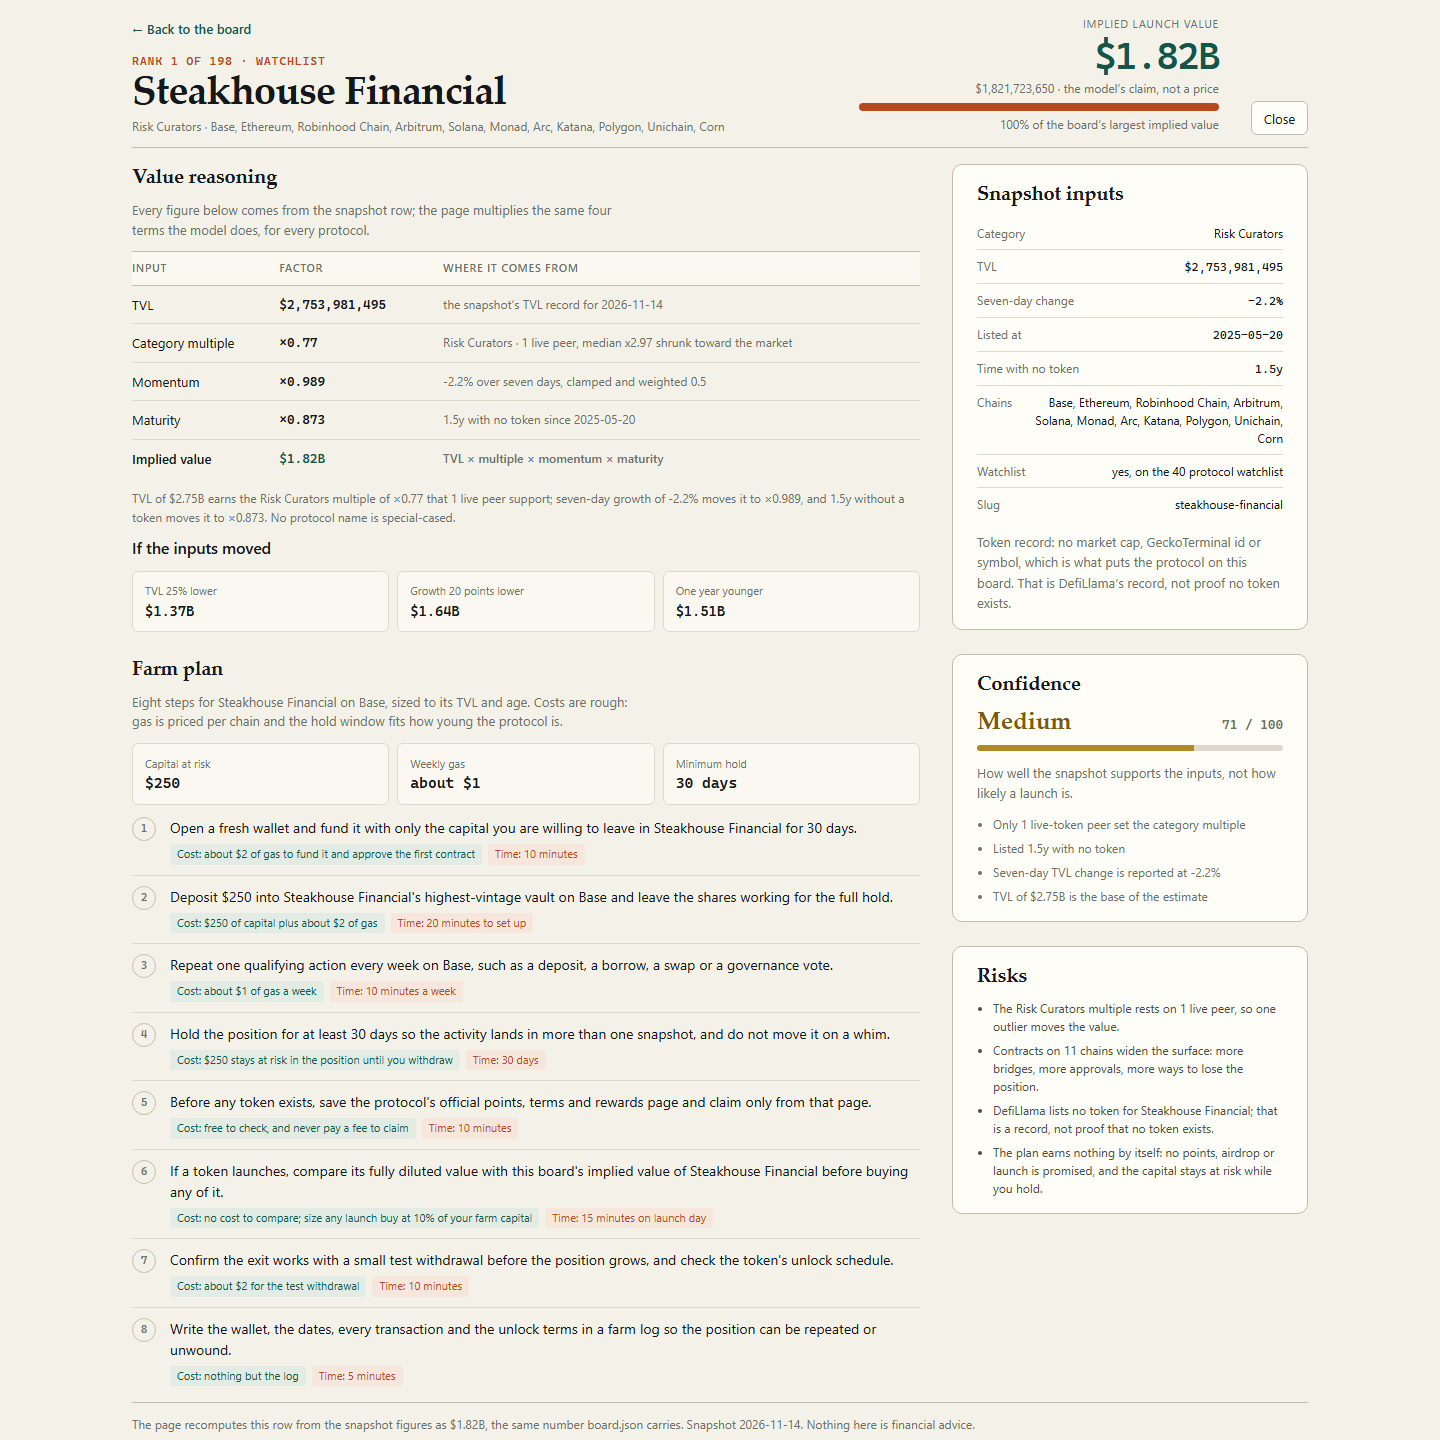 ← Back to the board
RANK 1 OF 198 · WATCHLIST
Steakhouse Financial
Risk Curators · Base, Ethereum, Robinhood Chain, Arbitrum, Solana, Monad, Arc, Katana, Polygon, Unichain, Corn
IMPLIED LAUNCH VALUE
$1.82B
$1,821,723,650 · the model's claim, not a price
100% of the board's largest implied value
Close
Value reasoning
Every figure below comes from the snapshot row; the page multiplies the same four
terms the model does, for every protocol.
INPUT FACTOR WHERE IT COMES FROM
TVL $2,753,981,495 the snapshot's TVL record for 2026-11-14
Category multiple ×0.77 Risk Curators · 1 live peer, median x2.97 shrunk toward the market
Momentum ×0.989 -2.2% over seven days, clamped and weighted 0.5
Maturity ×0.873 1.5y with no token since 2025-05-20
Implied value $1.82B TVL × multiple × momentum × maturity
TVL of $2.75B earns the Risk Curators multiple of ×0.77 that 1 live peer support; seven-day growth of -2.2% moves it to ×0.989, and 1.5y without a
token moves it to ×0.873. No protocol name is special-cased.
If the inputs moved
TVL 25% lower
$1.37B
Growth 20 points lower
$1.64B
One year younger
$1.51B
Farm plan
Eight steps for Steakhouse Financial on Base, sized to its TVL and age. Costs are rough:
gas is priced per chain and the hold window fits how young the protocol is.
Capital at risk
$250
Weekly gas
about $1
Minimum hold
30 days
1 Open a fresh wallet and fund it with only the capital you are willing to leave in Steakhouse Financial for 30 days.
Cost: about $2 of gas to fund it and approve the first contract Time: 10 minutes
2 Deposit $250 into Steakhouse Financial's highest-vintage vault on Base and leave the shares working for the full hold.
Cost: $250 of capital plus about $2 of gas Time: 20 minutes to set up
3 Repeat one qualifying action every week on Base, such as a deposit, a borrow, a swap or a governance vote.
Cost: about $1 of gas a week Time: 10 minutes a week
4 Hold the position for at least 30 days so the activity lands in more than one snapshot, and do not move it on a whim.
Cost: $250 stays at risk in the position until you withdraw Time: 30 days
5 Before any token exists, save the protocol's official points, terms and rewards page and claim only from that page.
Cost: free to check, and never pay a fee to claim Time: 10 minutes
6 If a token launches, compare its fully diluted value with this board's implied value of Steakhouse Financial before buying
any of it.
Cost: no cost to compare; size any launch buy at 10% of your farm capital Time: 15 minutes on launch day
7 Confirm the exit works with a small test withdrawal before the position grows, and check the token's unlock schedule.
Cost: about $2 for the test withdrawal Time: 10 minutes
8 Write the wallet, the dates, every transaction and the unlock terms in a farm log so the position can be repeated or
unwound.
Cost: nothing but the log Time: 5 minutes
Snapshot inputs
Category Risk Curators
TVL $2,753,981,495
Seven-day change -2.2%
Listed at 2025-05-20
Time with no token 1.5y
Chains Base, Ethereum, Robinhood Chain, Arbitrum,
Solana, Monad, Arc, Katana, Polygon, Unichain,
Corn
Watchlist yes, on the 40 protocol watchlist
Slug steakhouse-financial
Token record: no market cap, GeckoTerminal id or
symbol, which is what puts the protocol on this
board. That is DefiLlama's record, not proof no token
exists.
Confidence
Medium 71 / 100
How well the snapshot supports the inputs, not how
likely a launch is.
• Only 1 live-token peer set the category multiple
• Listed 1.5y with no token
• Seven-day TVL change is reported at -2.2%
• TVL of $2.75B is the base of the estimate
Risks
• The Risk Curators multiple rests on 1 live peer, so one
outlier moves the value.
• Contracts on 11 chains widen the surface: more
bridges, more approvals, more ways to lose the
position.
• DefiLlama lists no token for Steakhouse Financial; that
is a record, not proof that no token exists.
• The plan earns nothing by itself: no points, airdrop or
launch is promised, and the capital stays at risk while
you hold.
The page recomputes this row from the snapshot figures as $1.82B, the same number board.json carries. Snapshot 2026-11-14. Nothing here is financial advice.